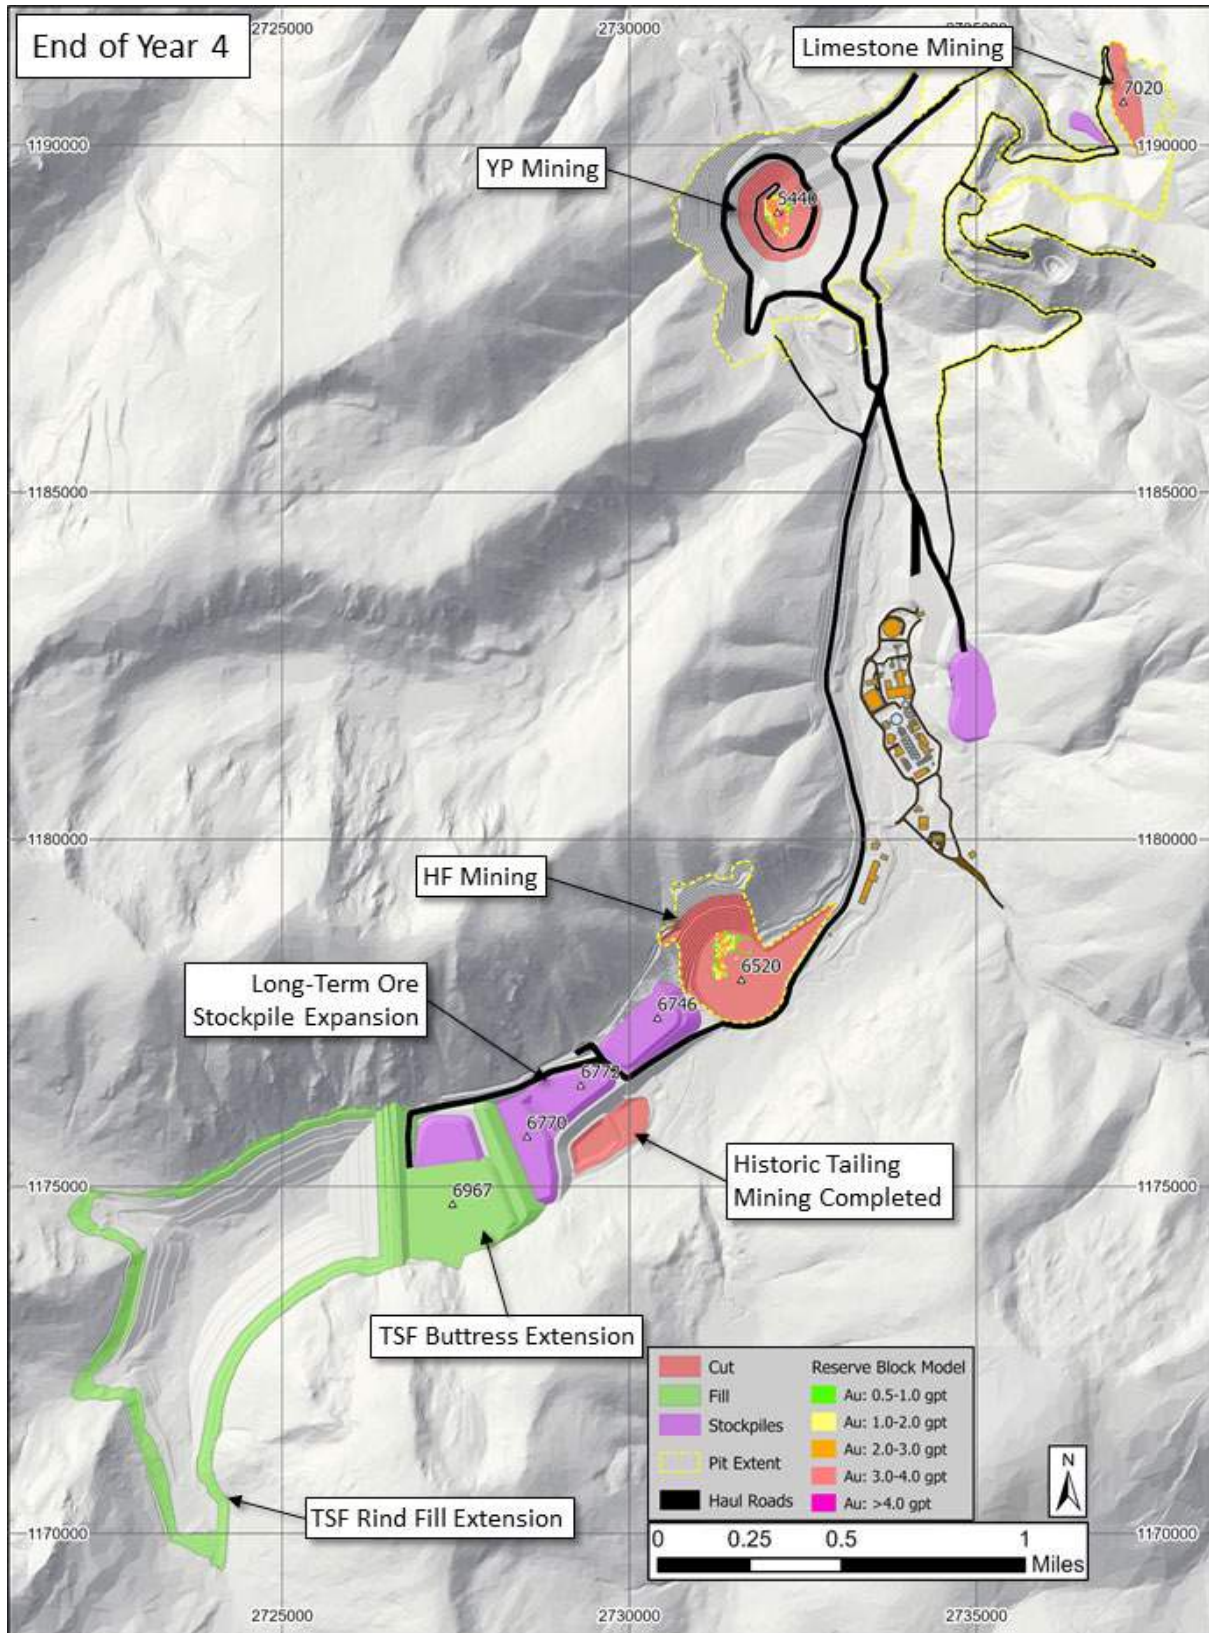 End of Year 4
2725000
2730000
Limestone Mining
7020
1190000
1190000
YP Mining
5440
1185000
1185000
1180000
1180000
HF Mining
6520
Long-Term Ore
Stockpile Expansion
6746
6772
6770
Historic Tailing
Mining Completed
1175000
1175000
6967
TSF Buttress Extension
Cut
Fill
Stockpiles
Pit Extent
Haul Roads
Reserve Block Model
Au: 0.5-1.0 gpt
Au: 1.0-2.0 gpt
Au: 2.0-3.0 gpt
Au: 3.0-4.0 gpt
Au: >4.0 gpt
N
TSF Rind Fill Extension
1170000
1170000
0 0.25 0.5 1
Miles
2725000
2730000
2735000